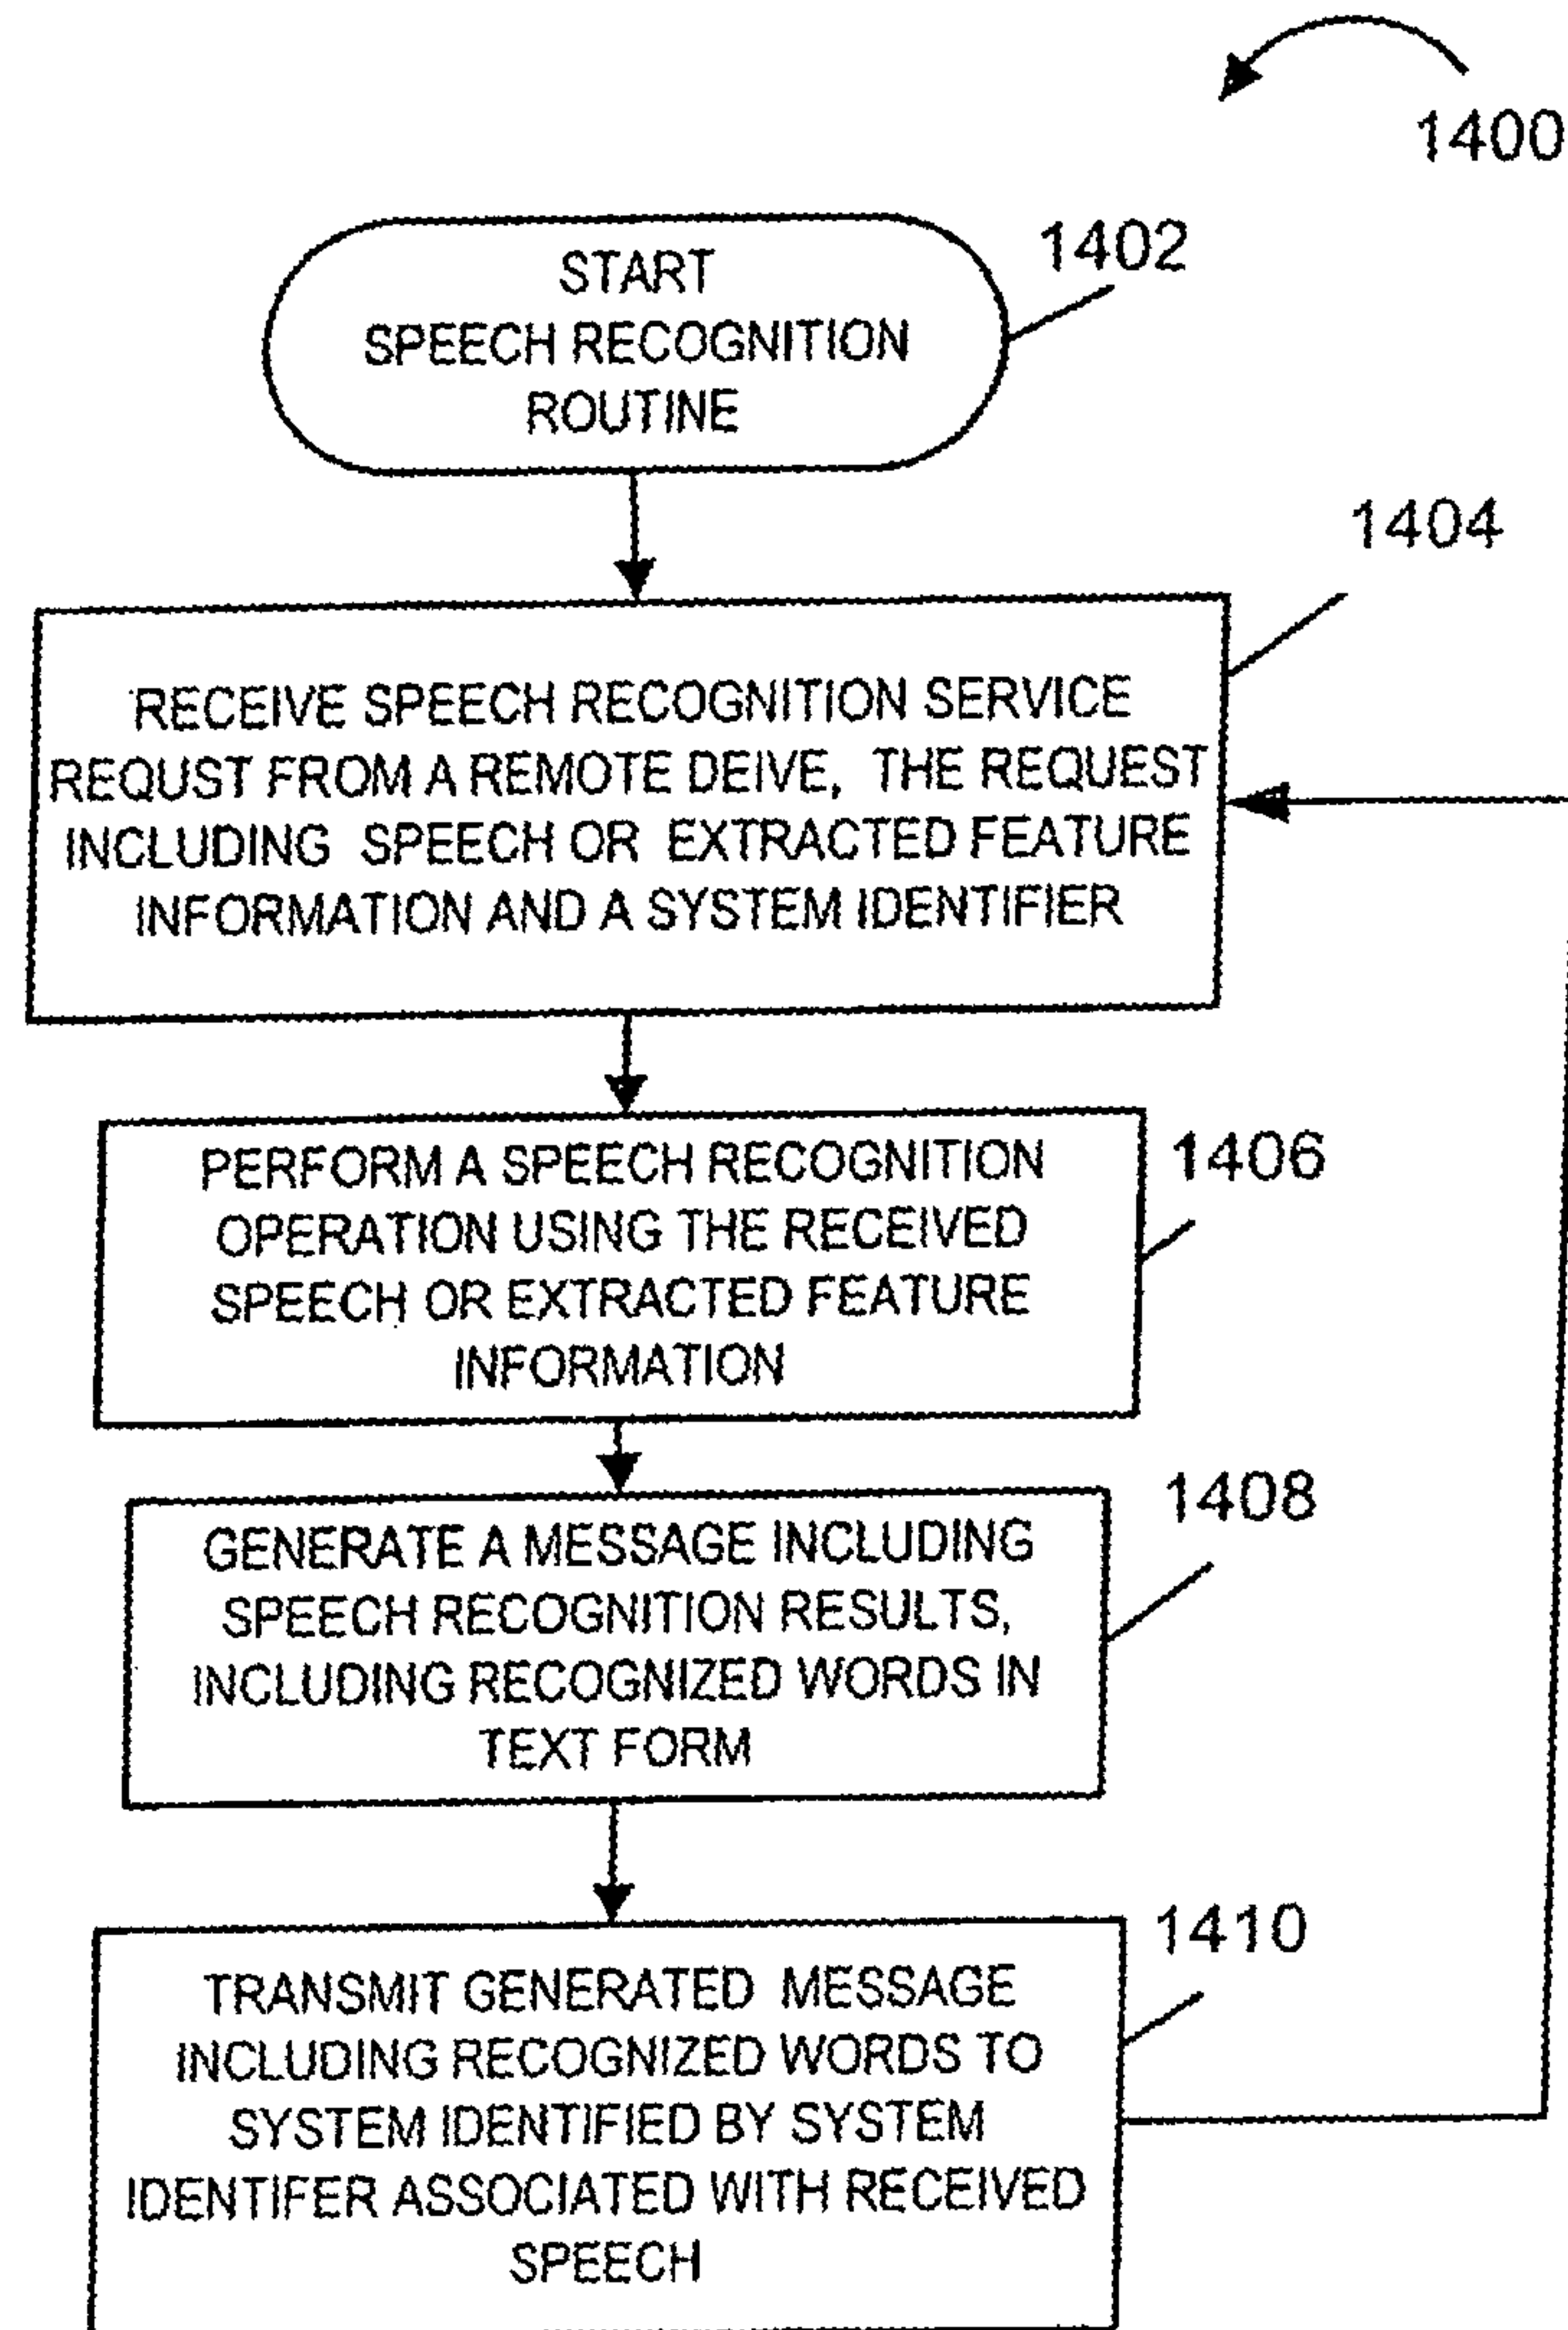 1400
START
SPEECH RECOGNITION
ROUTINE
1402
1404
RECEIVE SPEECH RECOGNITION SERVICE
REQUST FROM A REMOTE DEIVE, THE REQUEST
INCLUDING SPEECH OR EXTRACTED FEATURE
INFORMATION AND A SYSTEM IDENTIFIER
PERFORM A SPEECH RECOGNITION
OPERATION USING THE RECEIVED
SPEECH OR EXTRACTED FEATURE
INFORMATION
1406
GENERATE A MESSAGE INCLUDING
SPEECH RECOGNITION RESULTS,
INCLUDING RECOGNIZED WORDS IN
TEXT FORM
1408
TRANSMIT GENERATED MESSAGE
INCLUDING RECOGNIZED WORDS TO
SYSTEM IDENTIFIED BY SYSTEM
IDENTIFER ASSOCIATED WITH RECEIVED
SPEECH
1410